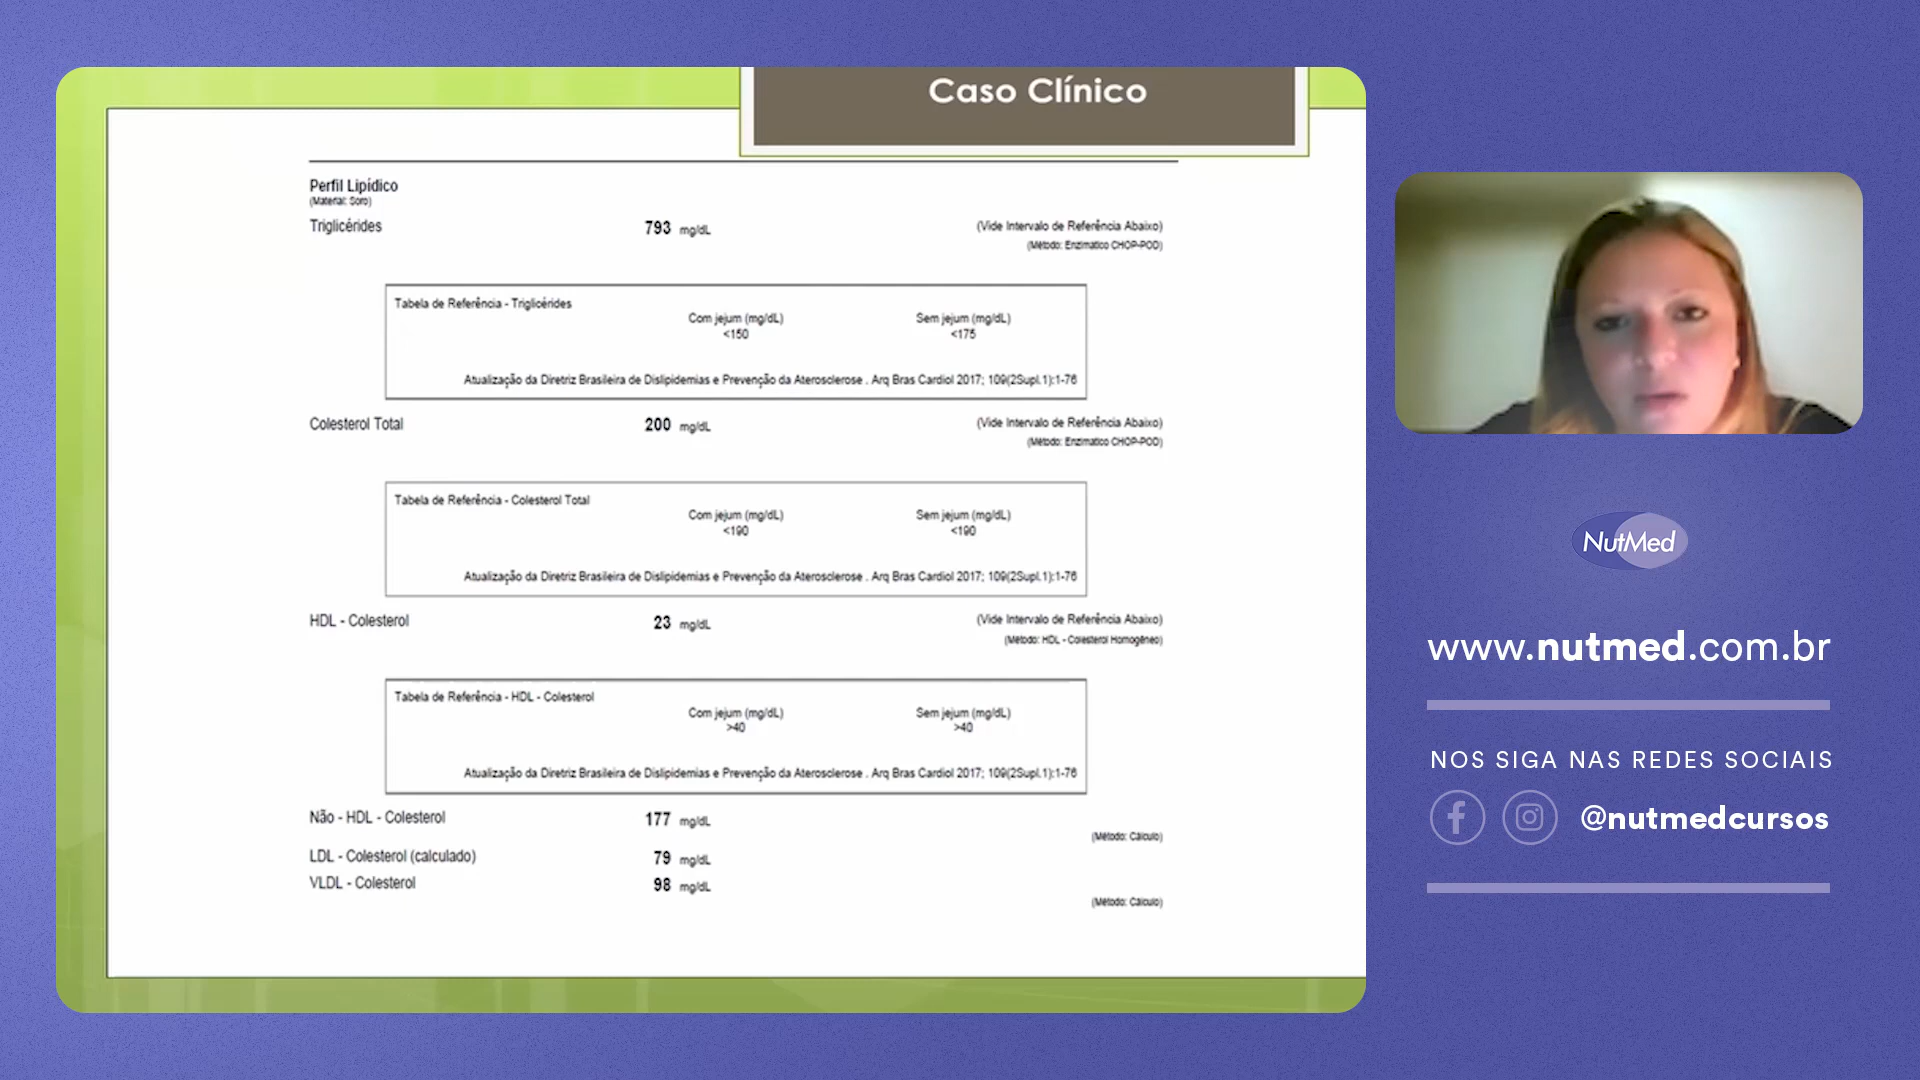 Caso Clínico
Perfil Lipídico
(Material: Soro)
Triglicérides 793 mg/dL (Vide Intervalo de Referência Abaixo)
(Método: Enzimatico CHOP-POD)
Tabela de Referência - Triglicérides
Com jejum (mg/dL) Sem jejum (mg/dL)
<150 <175
Atualização da Diretriz Brasileira de Dislipidemias e Prevenção da Aterosclerose . Arq Bras Cardiol 2017; 109(2Supl.1):1-76
Colesterol Total 200 mg/dL (Vide Intervalo de Referência Abaixo)
(Método: Enzimatico CHOP-POD)
Tabela de Referência - Colesterol Total
Com jejum (mg/dL) Sem jejum (mg/dL)
<190 <190
Atualização da Diretriz Brasileira de Dislipidemias e Prevenção da Aterosclerose . Arq Bras Cardiol 2017; 109(2Supl.1):1-76
HDL - Colesterol 23 mg/dL (Vide Intervalo de Referência Abaixo)
(Método: HDL - Colesterol Homogêneo)
Tabela de Referência - HDL - Colesterol
Com jejum (mg/dL) Sem jejum (mg/dL)
>40 >40
Atualização da Diretriz Brasileira de Dislipidemias e Prevenção da Aterosclerose . Arq Bras Cardiol 2017; 109(2Supl.1):1-76
Não - HDL - Colesterol 177 mg/dL
(Método: Cálculo)
LDL - Colesterol (calculado) 79 mg/dL
VLDL - Colesterol 98 mg/dL
(Método: Cálculo)
NutMed
www.nutmed.com.br
NOS SIGA NAS REDES SOCIAIS
@nutmedcursos